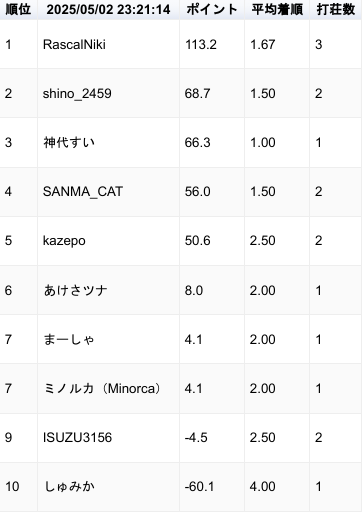 順位 2025/05/02 23:21:14 ポイント 平均着順 打荘数
1 RascalNiki 113.2 1.67 3
2 shino_2459 68.7 1.50 2
3 神代すい 66.3 1.00 1
4 SANMA_CAT 56.0 1.50 2
5 kazepo 50.6 2.50 2
6 あけさツナ 8.0 2.00 1
7 まーしゃ 4.1 2.00 1
7 ミノルカ（Minorca） 4.1 2.00 1
9 ISUZU3156 -4.5 2.50 2
10 しゅみか -60.1 4.00 1